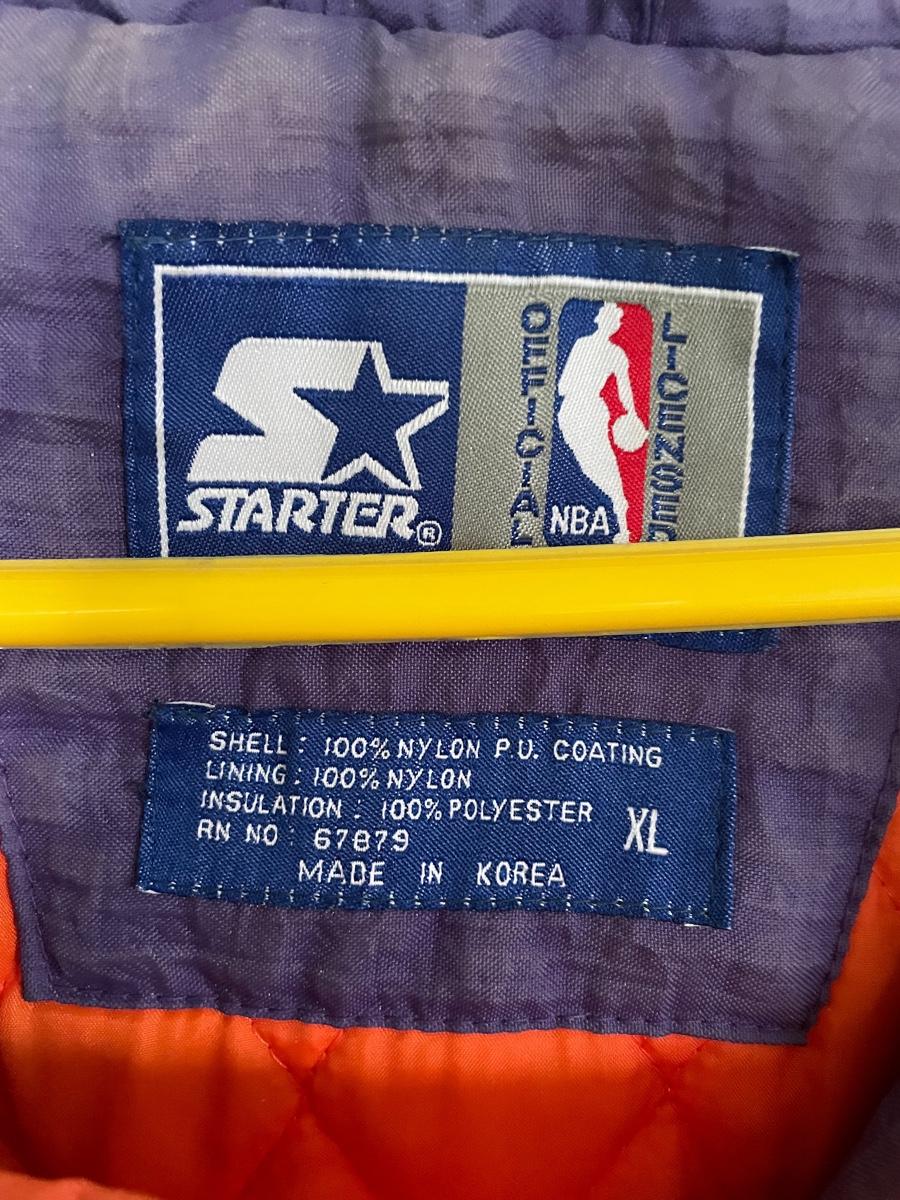 STARTER®
OFFICIAL
NBA
LICENSE
SHELL : 100% NYLON P.U. COATING
LINING : 100% NYLON
INSULATION : 100% POLYESTER
XL
RN NO : 67879
MADE IN KOREA